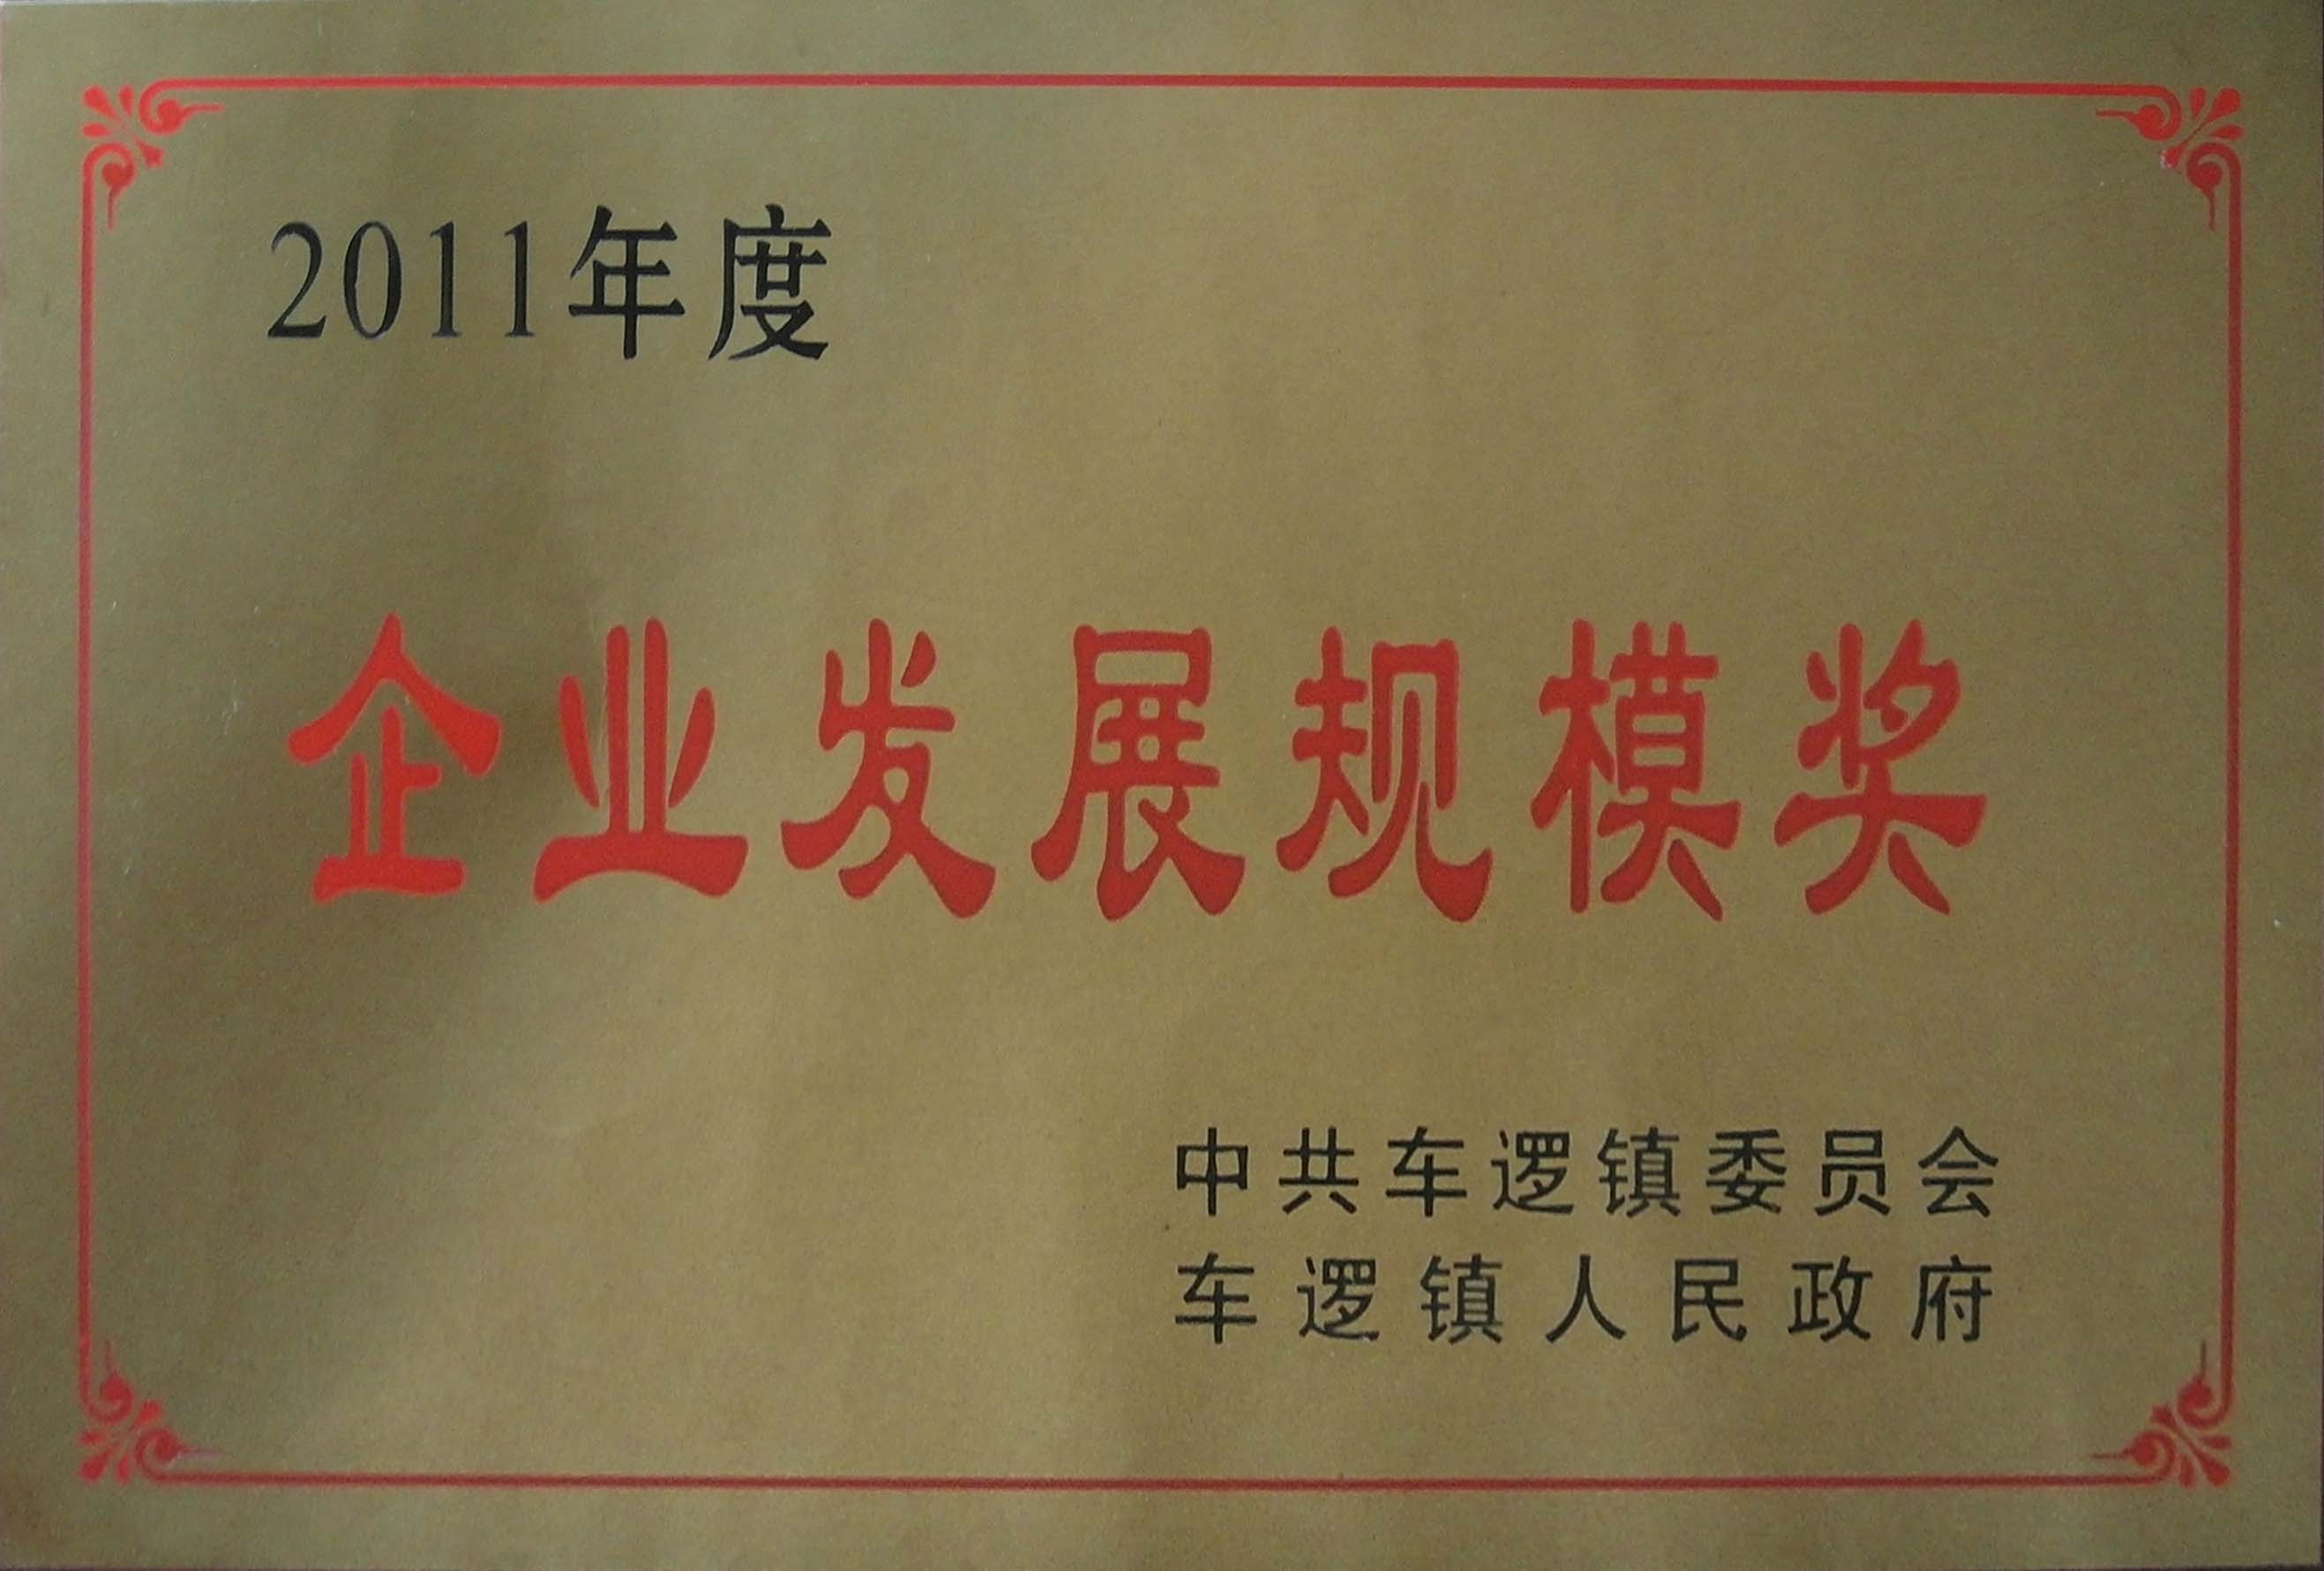 2011年度
企业发展规模奖
中共车逻镇委员会
车逻镇人民政府